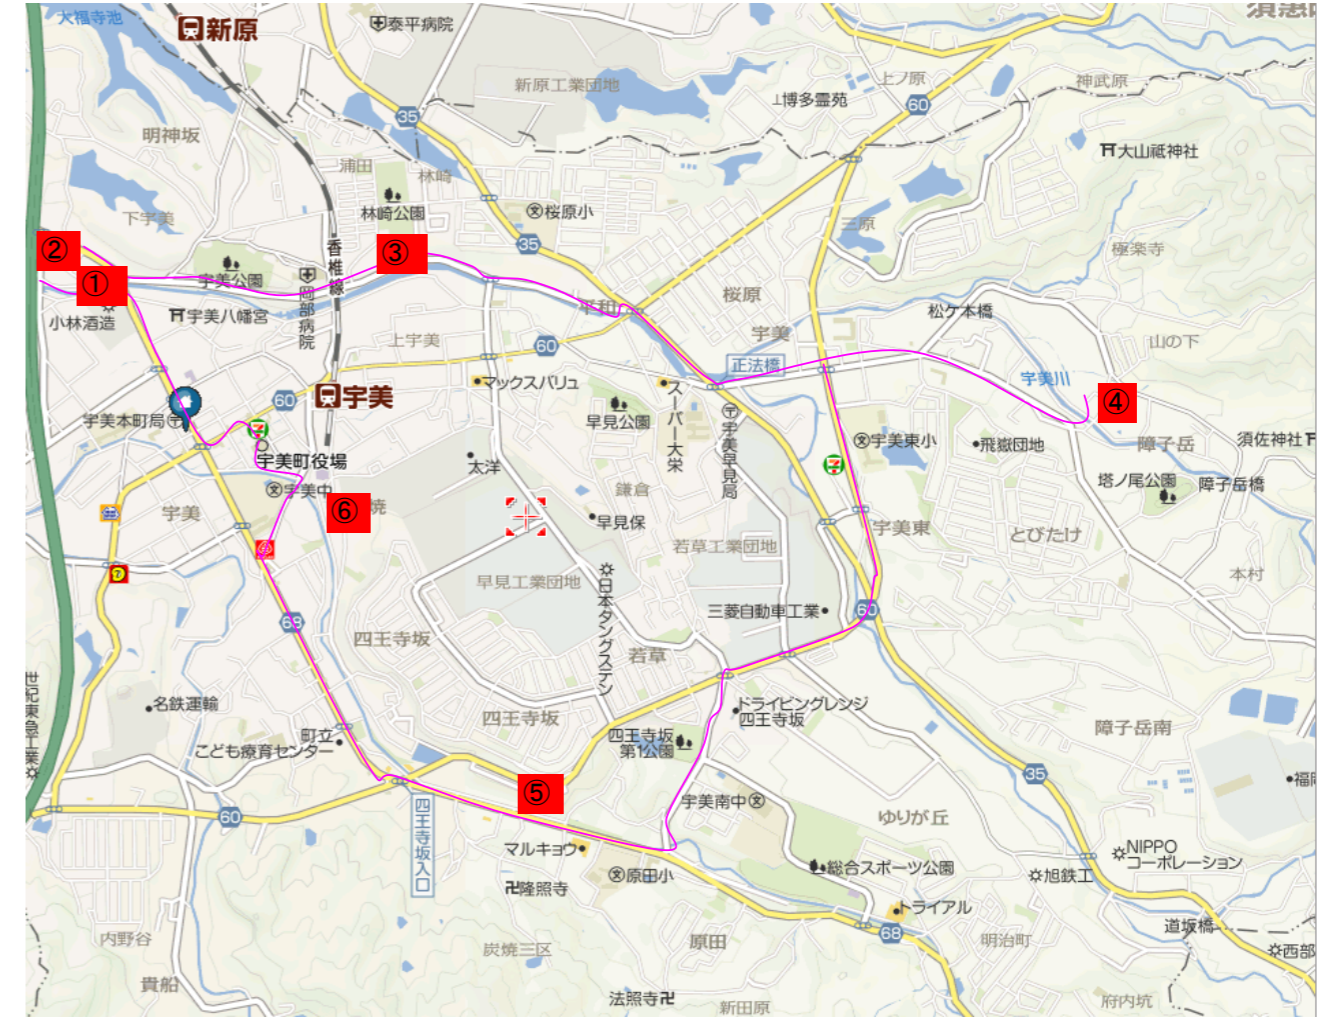 大福寺池
新原
泰平病院
須恵
新原工業団地
上ノ原
神武原
博多霊苑
35
60
明神坂
大山祇神社
浦田
林崎
下宇美
林崎公園
桜原小
三原
35
極楽寺
②
香椎線
③
宇美公園
①
岡部病院
桜原
平和
松ケ本橋
小林酒造
宇美八幡宮
上宇美
宇美
山の下
60
正法橋
宇美川
マックスバリュ
スーパー大栄
宇美
60
④
宇美本町局
早見公園
宇美早見局
宇美東小
飛嶽団地
障子岳
須佐神社
宇美町役場
太洋
塔ノ尾公園
障子岳橋
宇美中
鎌倉
⑥
焼
宇美
早見保
宇美東
とびたけ
若草工業団地
早見工業団地
日本タングステン
本村
三菱自動車工業
60
68
四王寺坂
若草
世紀東急工業
名鉄運輸
四王寺坂
ドライビングレンジ
四王寺坂
町立
こども療育センター
四王寺坂
第1公園
障子岳南
35
福岡
⑤
宇美南中
ゆりが丘
60
四王寺坂入口
マルキョウ
NIPPO
コーポレーション
原田小
総合スポーツ公園
旭鉄工
隆照寺
トライアル
道坂橋
68
内野谷
炭焼三区
原田
明治町
西部
貴船
法照寺
新田原
府内坑